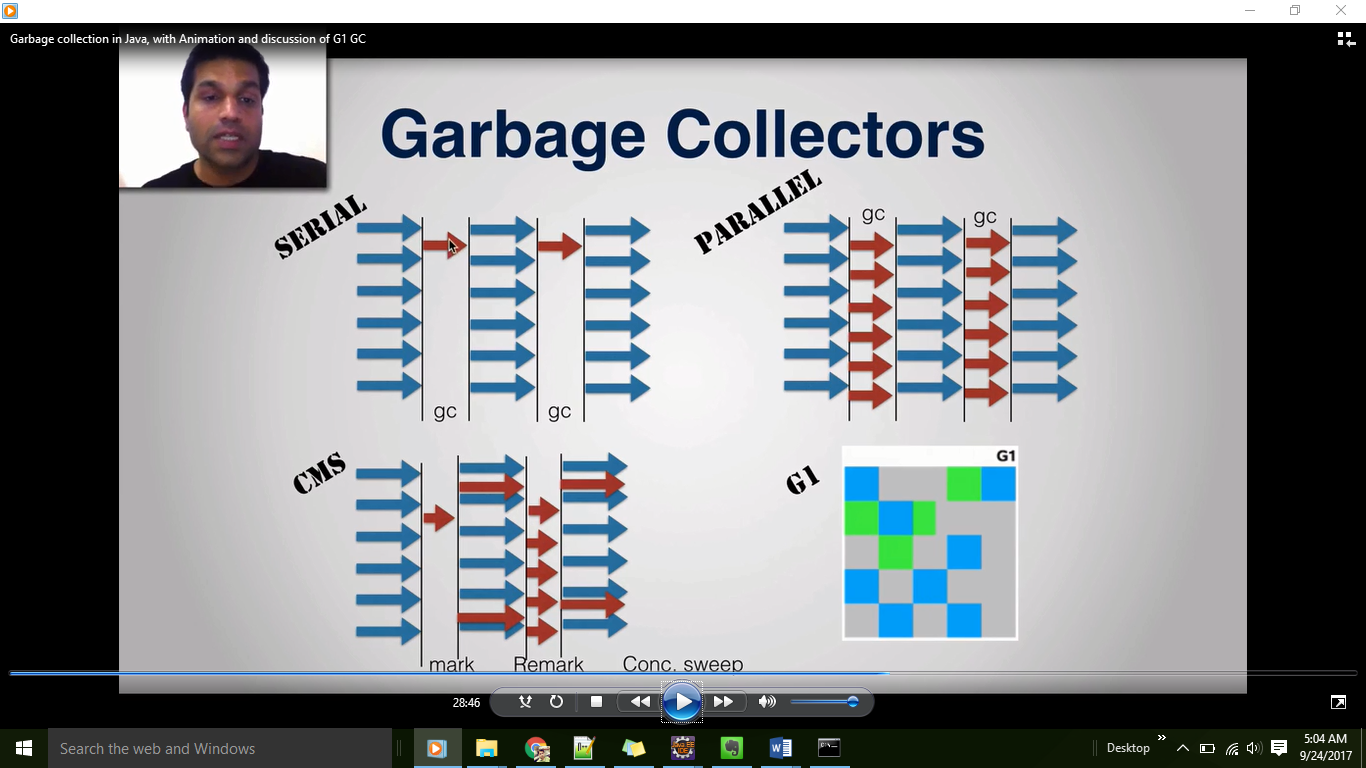 Garbage collection in Java, with Animation and discussion of G1 GC
Garbage Collectors
SERIAL
gc
gc
PARALLEL
gc
gc
CMS
mark
Remark
Conc. sweep
G1
G1
28:46
Search the web and Windows
Desktop
5:04 AM
9/24/2017